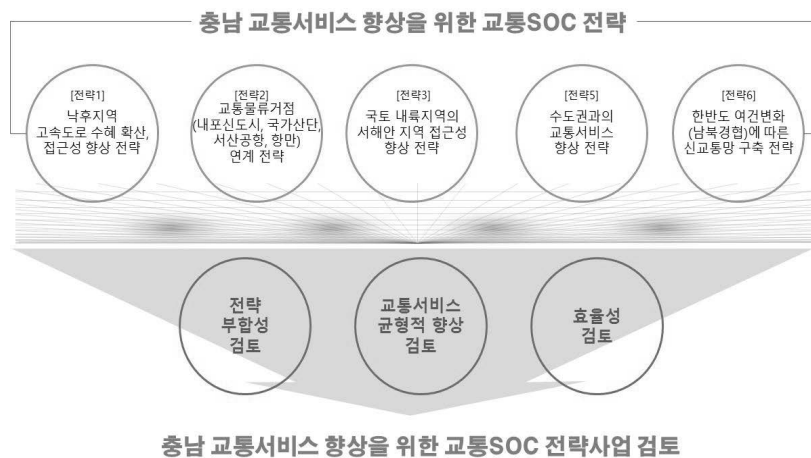 충남 교통서비스 향상을 위한 교통SOC 전략
[전략1]
낙후지역
고속도로 수혜 확산,
접근성 향상 전략
[전략2]
교통물류거점
(내포신도시, 국가산단,
서산공항, 항만)
연계 전략
[전략3]
국토 내륙지역의
서해안 지역 접근성
향상 전략
[전략5]
수도권과의
교통서비스
향상 전략
[전략6]
한반도 여건변화
(남북경협)에 따른
신교통망 구축 전략
전략
부합성
검토
교통서비스
균형적 향상
검토
효율성
검토
충남 교통서비스 향상을 위한 교통SOC 전략사업 검토